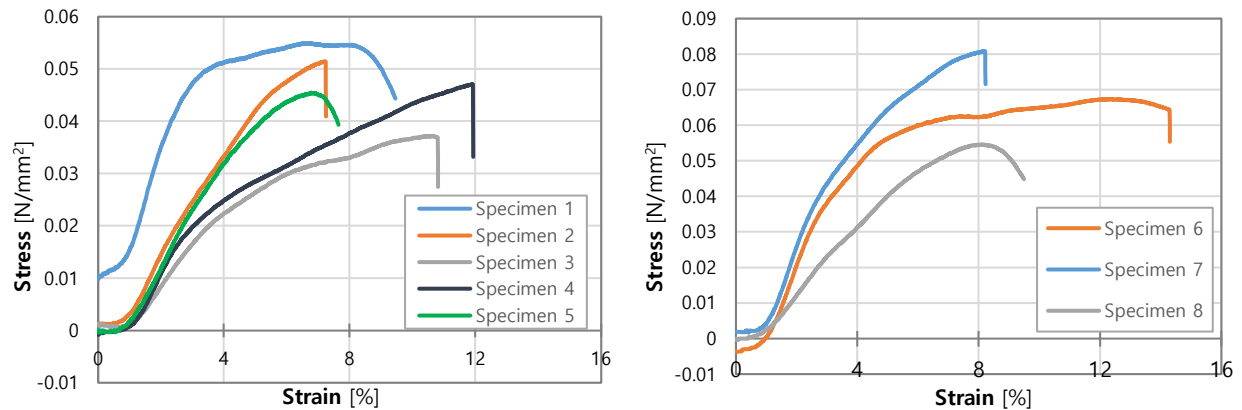 0.06
0.05
0.04
0.03
0.02
0.01
0
-0.01
Stress [N/mm²]
0
4
8
12
16
Strain [%]
Specimen 1
Specimen 2
Specimen 3
Specimen 4
Specimen 5
0.09
0.08
0.07
0.06
0.05
0.04
0.03
0.02
0.01
0
-0.01
Stress [N/mm²]
0
4
8
12
16
Strain [%]
Specimen 6
Specimen 7
Specimen 8